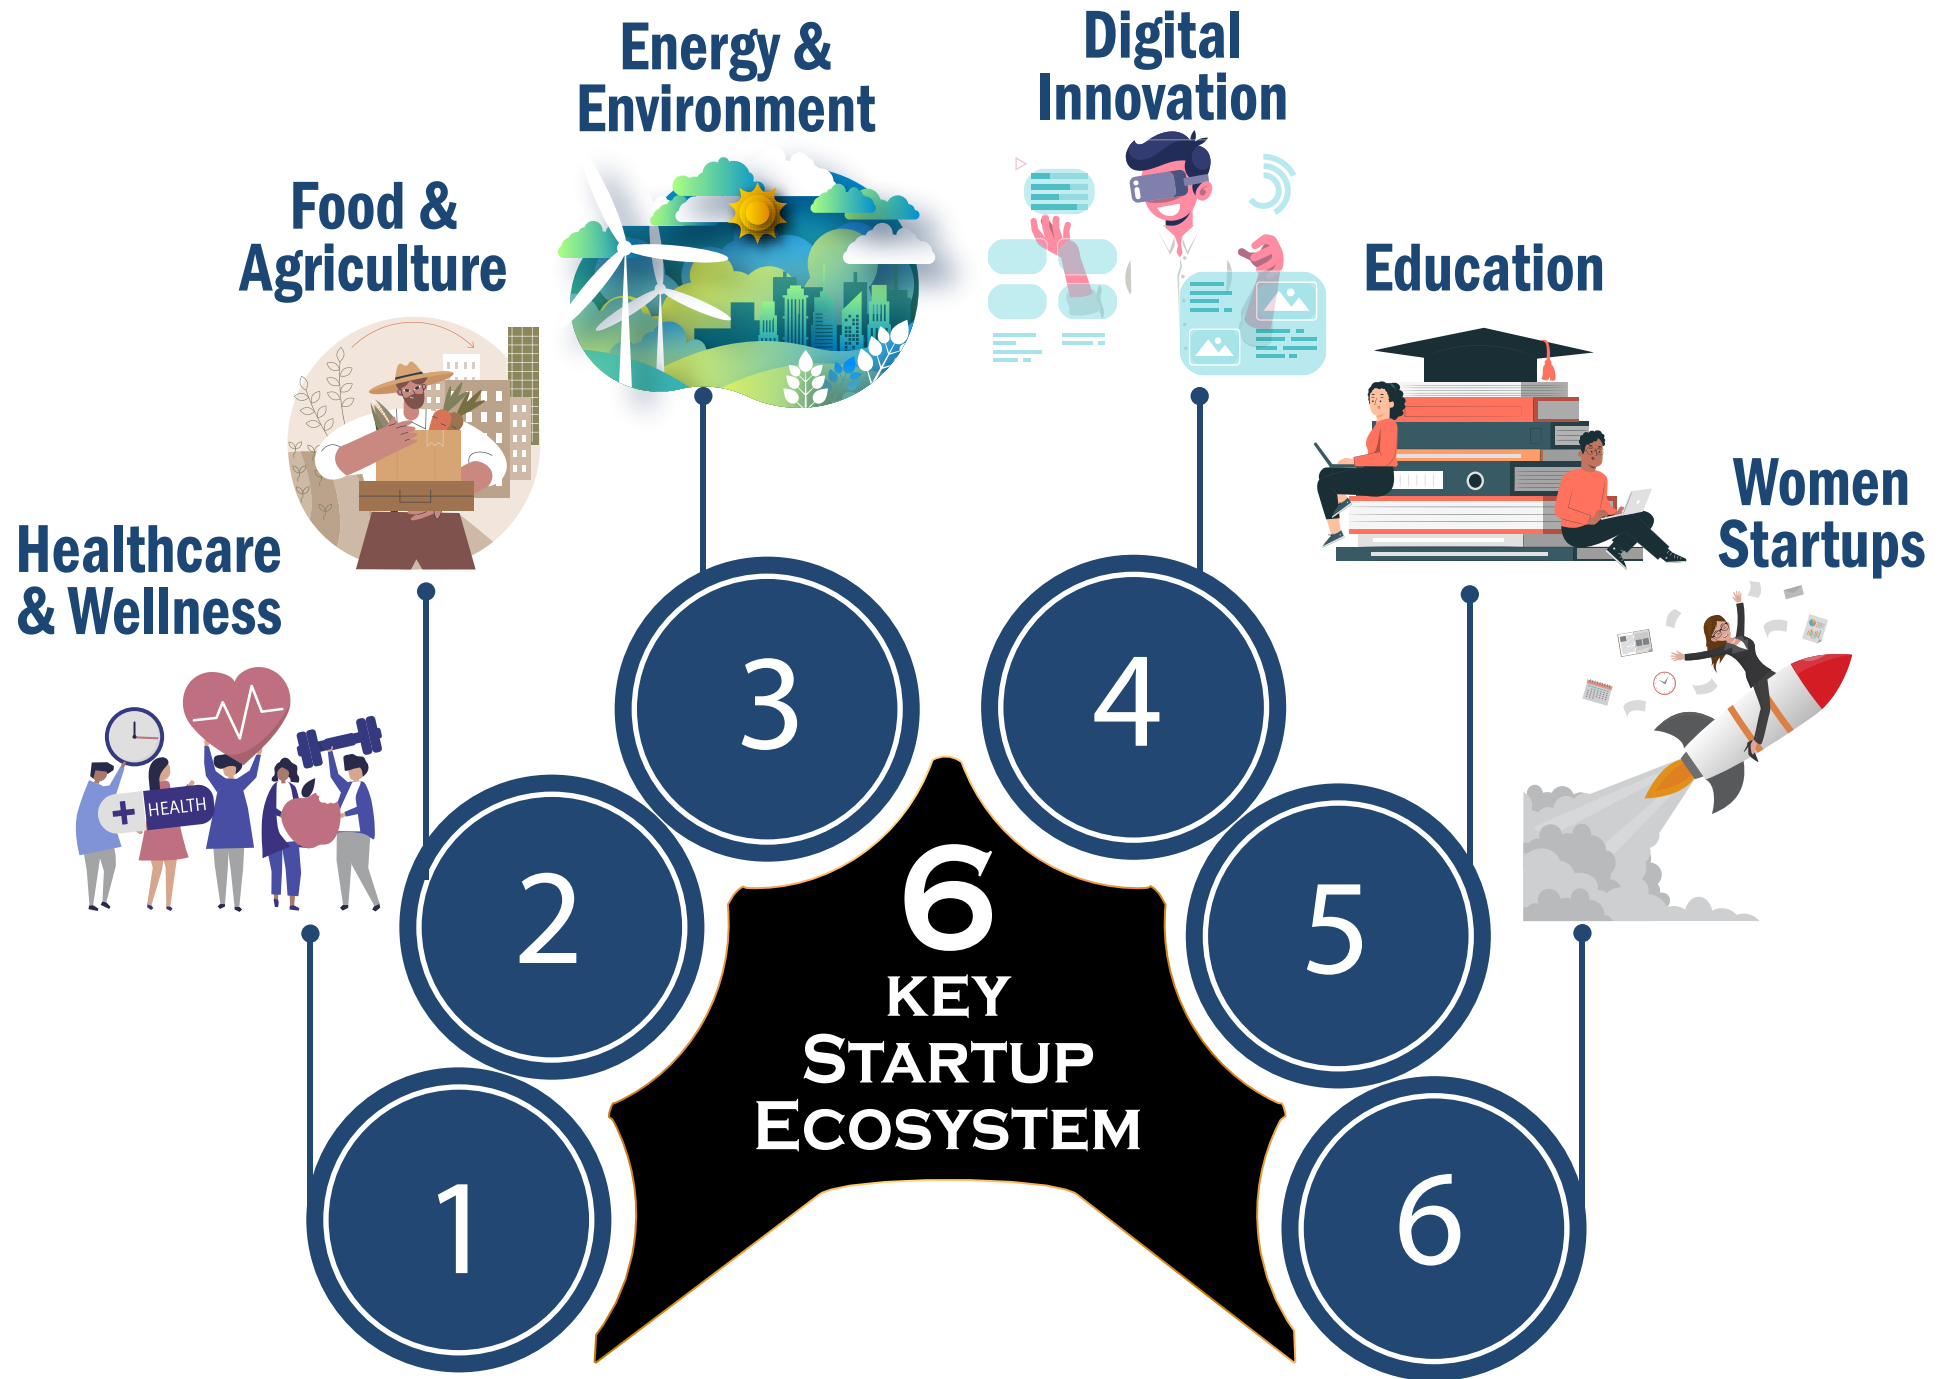 Healthcare
& Wellness
HEALTH
1
Food &
Agriculture
2
Energy &
Environment
3
Digital
Innovation
4
Education
5
Women
Startups
6
6
KEY
STARTUP
ECOSYSTEM